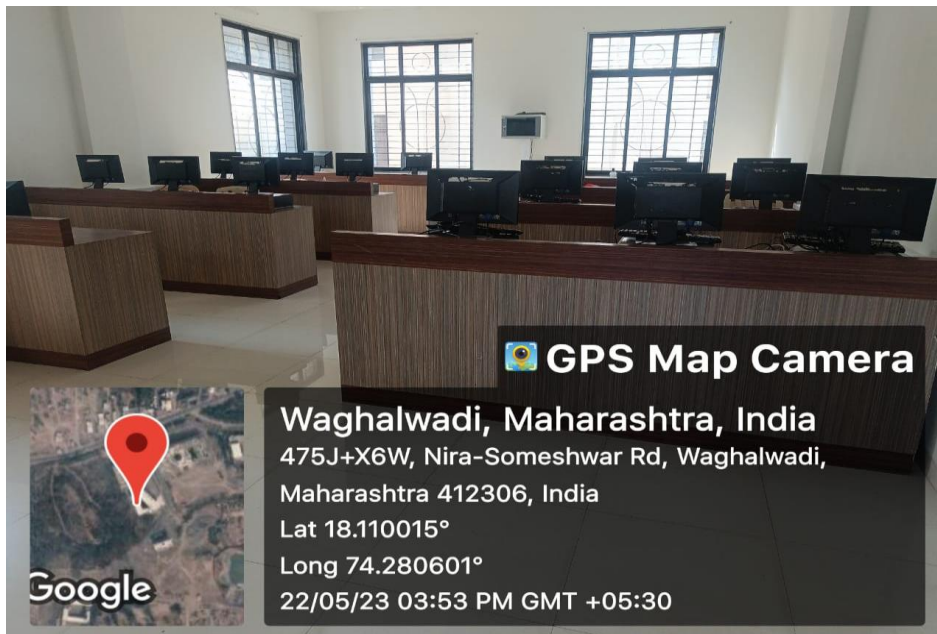 GPS Map Camera
Waghalwadi, Maharashtra, India
475J+X6W, Nira-Someshwar Rd, Waghalwadi,
Maharashtra 412306, India
Lat 18.110015°
Long 74.280601°
22/05/23 03:53 PM GMT +05:30
Google